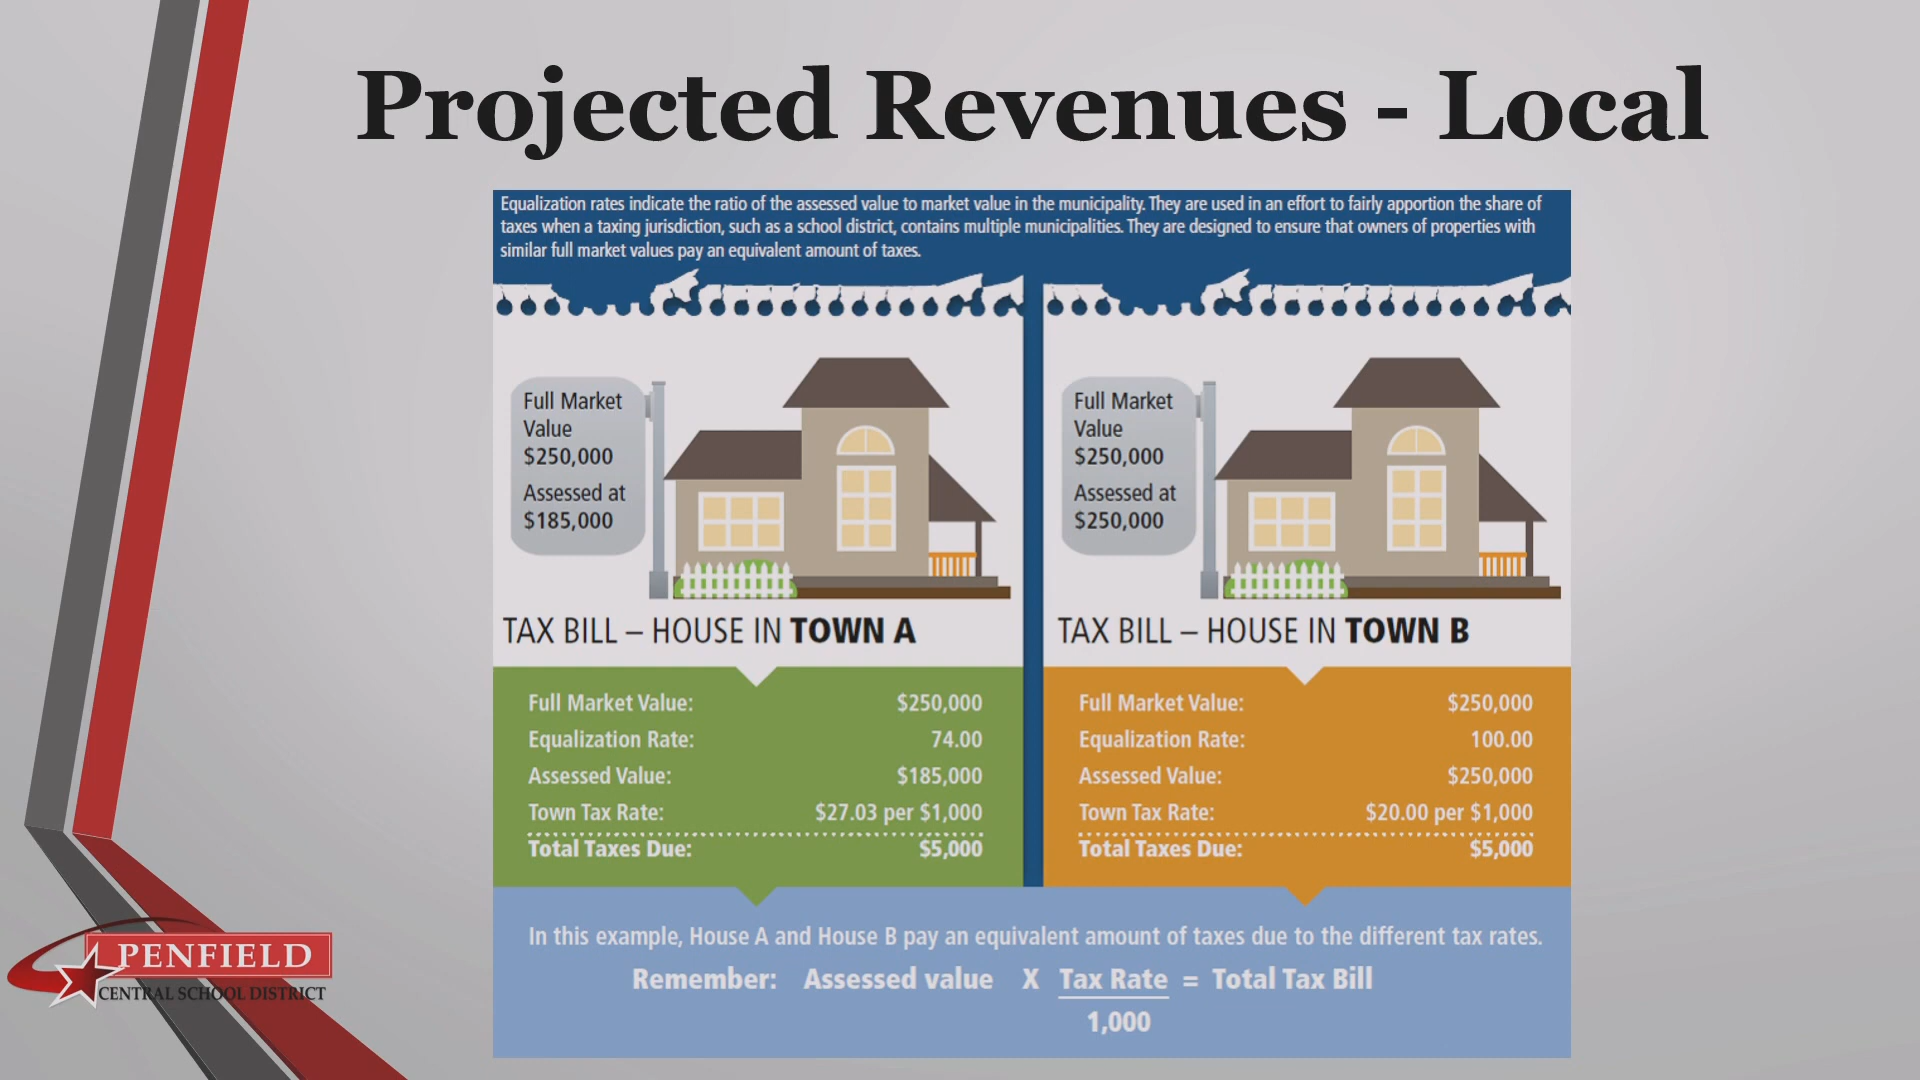 Projected Revenues - Local
Equalization rates indicate the ratio of the assessed value to market value in the municipality. They are used in an effort to fairly apportion the share of
taxes when a taxing jurisdiction, such as a school district, contains multiple municipalities. They are designed to ensure that owners of properties with
similar full market values pay an equivalent amount of taxes.
Full Market
Value
$250,000
Assessed at
$185,000
TAX BILL – HOUSE IN TOWN A
Full Market Value: $250,000
Equalization Rate: 74.00
Assessed Value: $185,000
Town Tax Rate: $27.03 per $1,000
Total Taxes Due: $5,000
Full Market
Value
$250,000
Assessed at
$250,000
TAX BILL – HOUSE IN TOWN B
Full Market Value: $250,000
Equalization Rate: 100.00
Assessed Value: $250,000
Town Tax Rate: $20.00 per $1,000
Total Taxes Due: $5,000
In this example, House A and House B pay an equivalent amount of taxes due to the different tax rates.
Remember: Assessed value X Tax Rate = Total Tax Bill
1,000
PENFIELD
CENTRAL SCHOOL DISTRICT